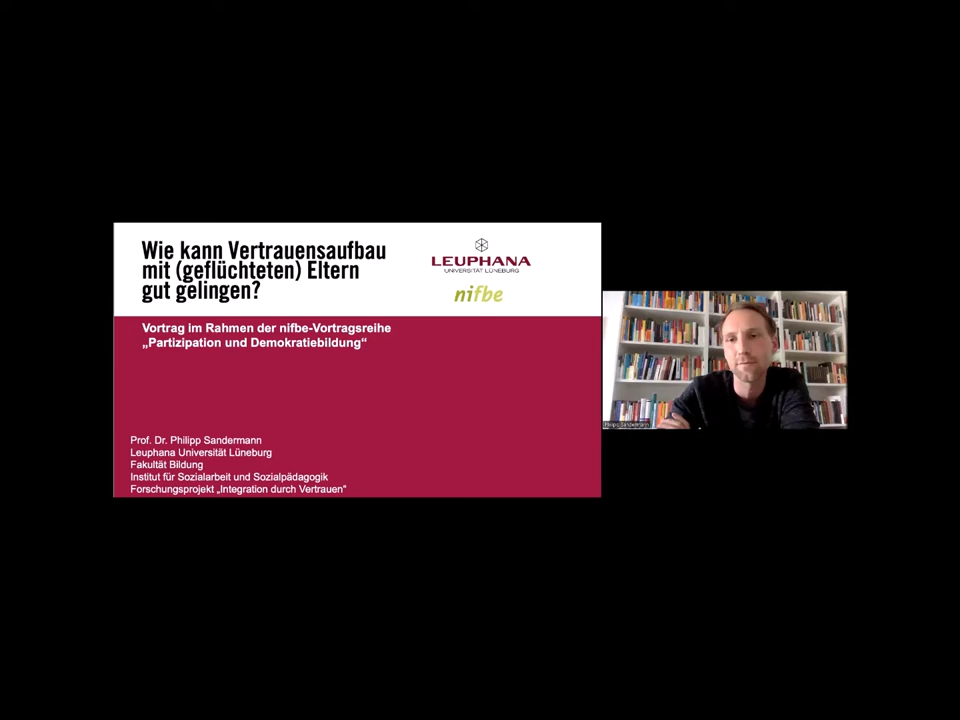 Wie kann Vertrauensaufbau
mit (geflüchteten) Eltern
gut gelingen?
LEUPHANA
UNIVERSITÄT LÜNEBURG
nifbe
Vortrag im Rahmen der nifbe-Vortragsreihe
„Partizipation und Demokratiebildung“
Prof. Dr. Philipp Sandermann
Leuphana Universität Lüneburg
Fakultät Bildung
Institut für Sozialarbeit und Sozialpädagogik
Forschungsprojekt „Integration durch Vertrauen“
Philipp Sandermann